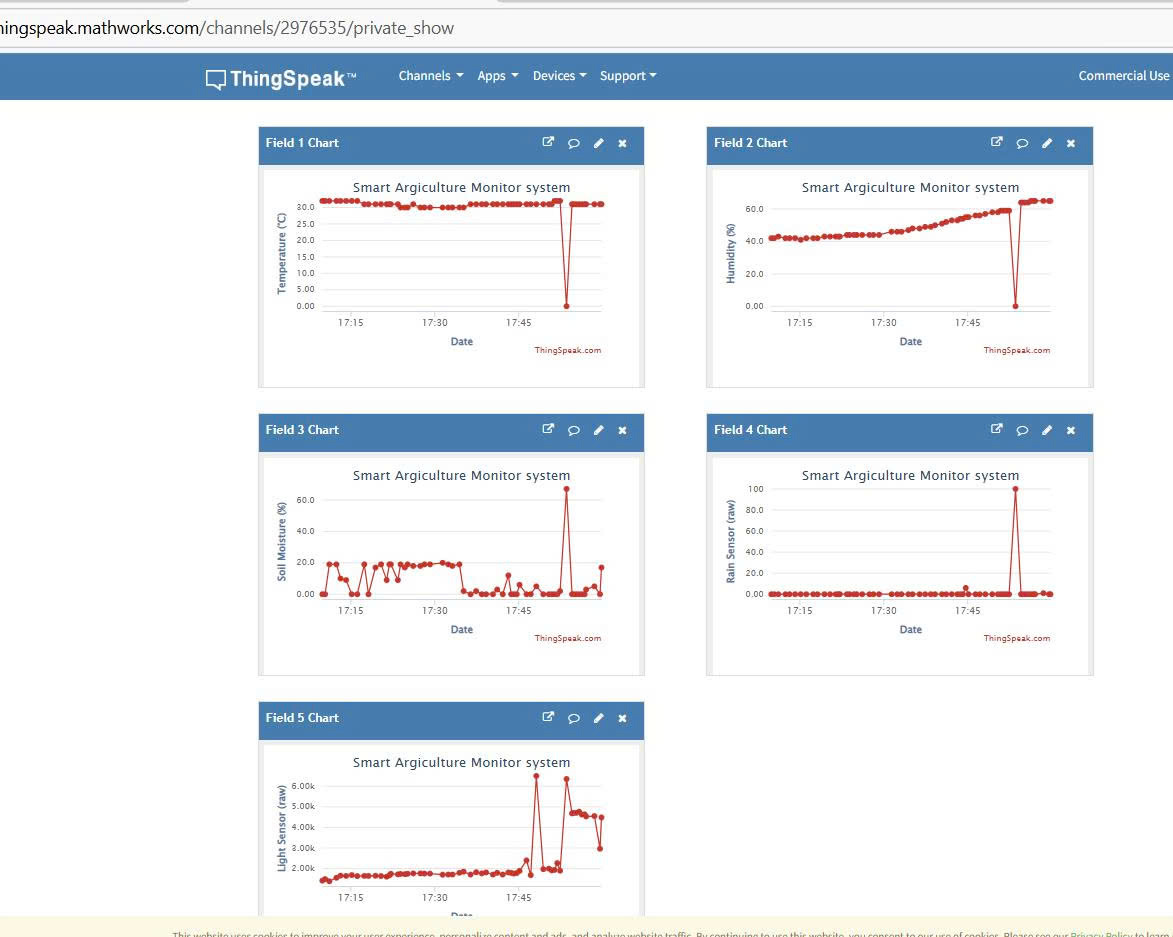 hingspeak.mathworks.com/channels/2976535/private_show
ThingSpeak™ Channels Apps Devices Support Commercial Use
Field 1 Chart
Smart Argiculture Monitor system
Temperature (°C)
30.0
25.0
20.0
15.0
10.0
5.00
0.00
17:15 17:30 17:45
Date
ThingSpeak.com
Field 2 Chart
Smart Argiculture Monitor system
Humidity (%)
60.0
40.0
20.0
0.00
17:15 17:30 17:45
Date
ThingSpeak.com
Field 3 Chart
Smart Argiculture Monitor system
Soil Moisture (%)
60.0
40.0
20.0
0.00
17:15 17:30 17:45
Date
ThingSpeak.com
Field 4 Chart
Smart Argiculture Monitor system
Rain Sensor (raw)
100
80.0
60.0
40.0
20.0
0.00
17:15 17:30 17:45
Date
ThingSpeak.com
Field 5 Chart
Smart Argiculture Monitor system
Light Sensor (raw)
6.00k
5.00k
4.00k
3.00k
2.00k
17:15 17:30 17:45
Date
This website uses cookies to improve your user experience, personalize content and ads, and analyze website traffic. By continuing to use this website, you consent to our use of cookies. Please see our Privacy Policy to learn